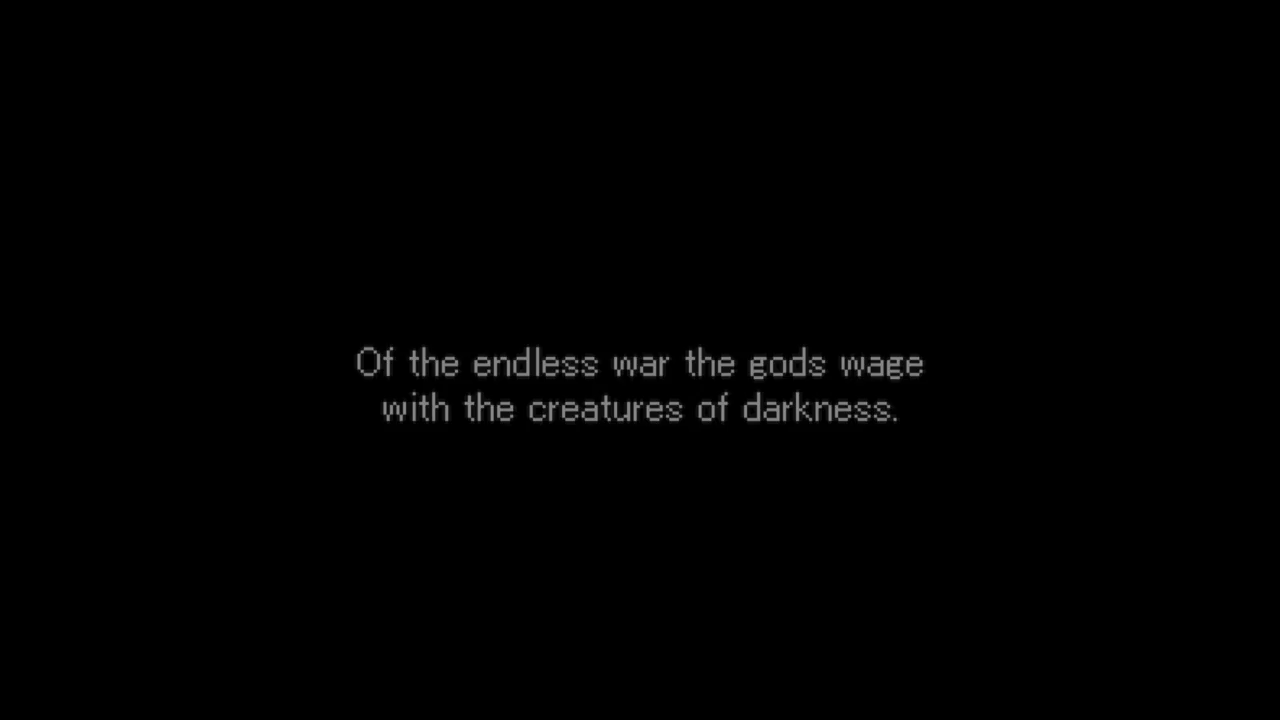 Of the endless war the gods wage
with the creatures of darkness.